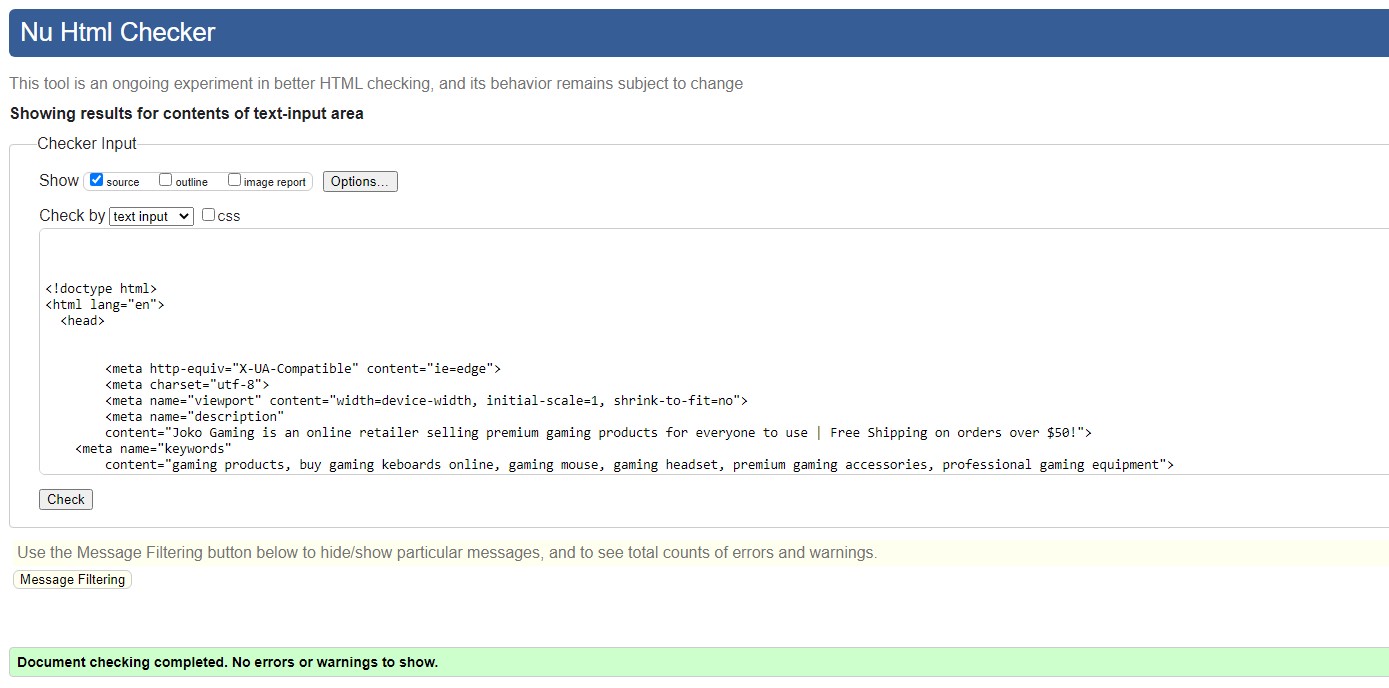 Nu Html Checker
This tool is an ongoing experiment in better HTML checking, and its behavior remains subject to change
Showing results for contents of text-input area
Checker Input
Show source outline image report Options...
Check by text input css
<!doctype html>
<html lang="en">
<head>
<meta http-equiv="X-UA-Compatible" content="ie=edge">
<meta charset="utf-8">
<meta name="viewport" content="width=device-width, initial-scale=1, shrink-to-fit=no">
<meta name="description"
content="Joko Gaming is an online retailer selling premium gaming products for everyone to use | Free Shipping on orders over $50!">
<meta name="keywords"
content="gaming products, buy gaming keboards online, gaming mouse, gaming headset, premium gaming accessories, professional gaming equipment">
Check
Use the Message Filtering button below to hide/show particular messages, and to see total counts of errors and warnings.
Message Filtering
Document checking completed. No errors or warnings to show.